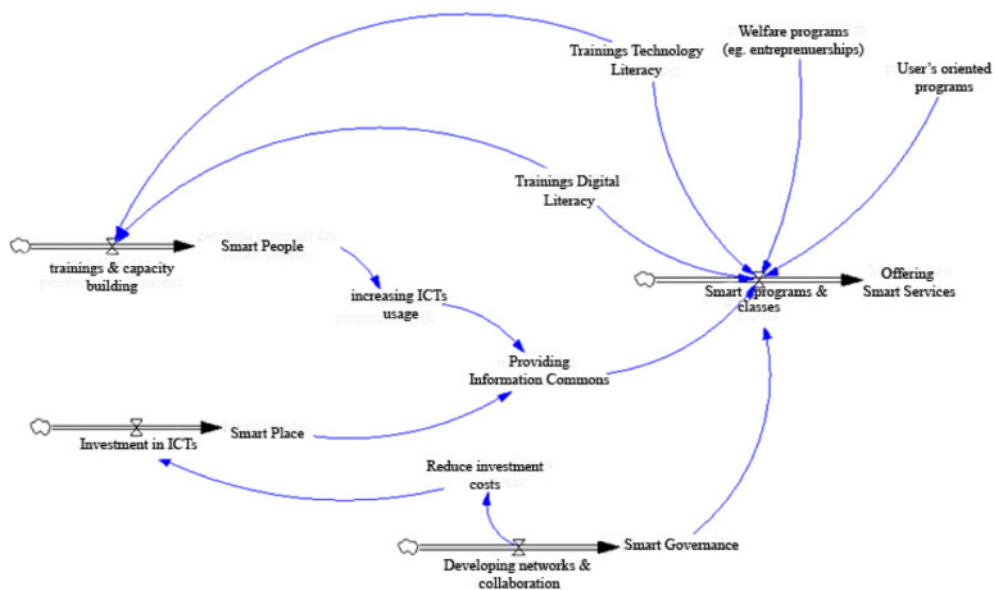 Welfare programs
(eg. entreprenuerships)
Trainings Technology
Literacy
User's oriented
programs
Trainings Digital
Literacy
Smart People
trainings & capacity
building
Offering
Smart Services
Smart programs &
classes
increasing ICTs
usage
Providing
Information Commons
Smart Place
Investment in ICTs
Reduce investment
costs
Smart Governance
Developing networks &
collaboration